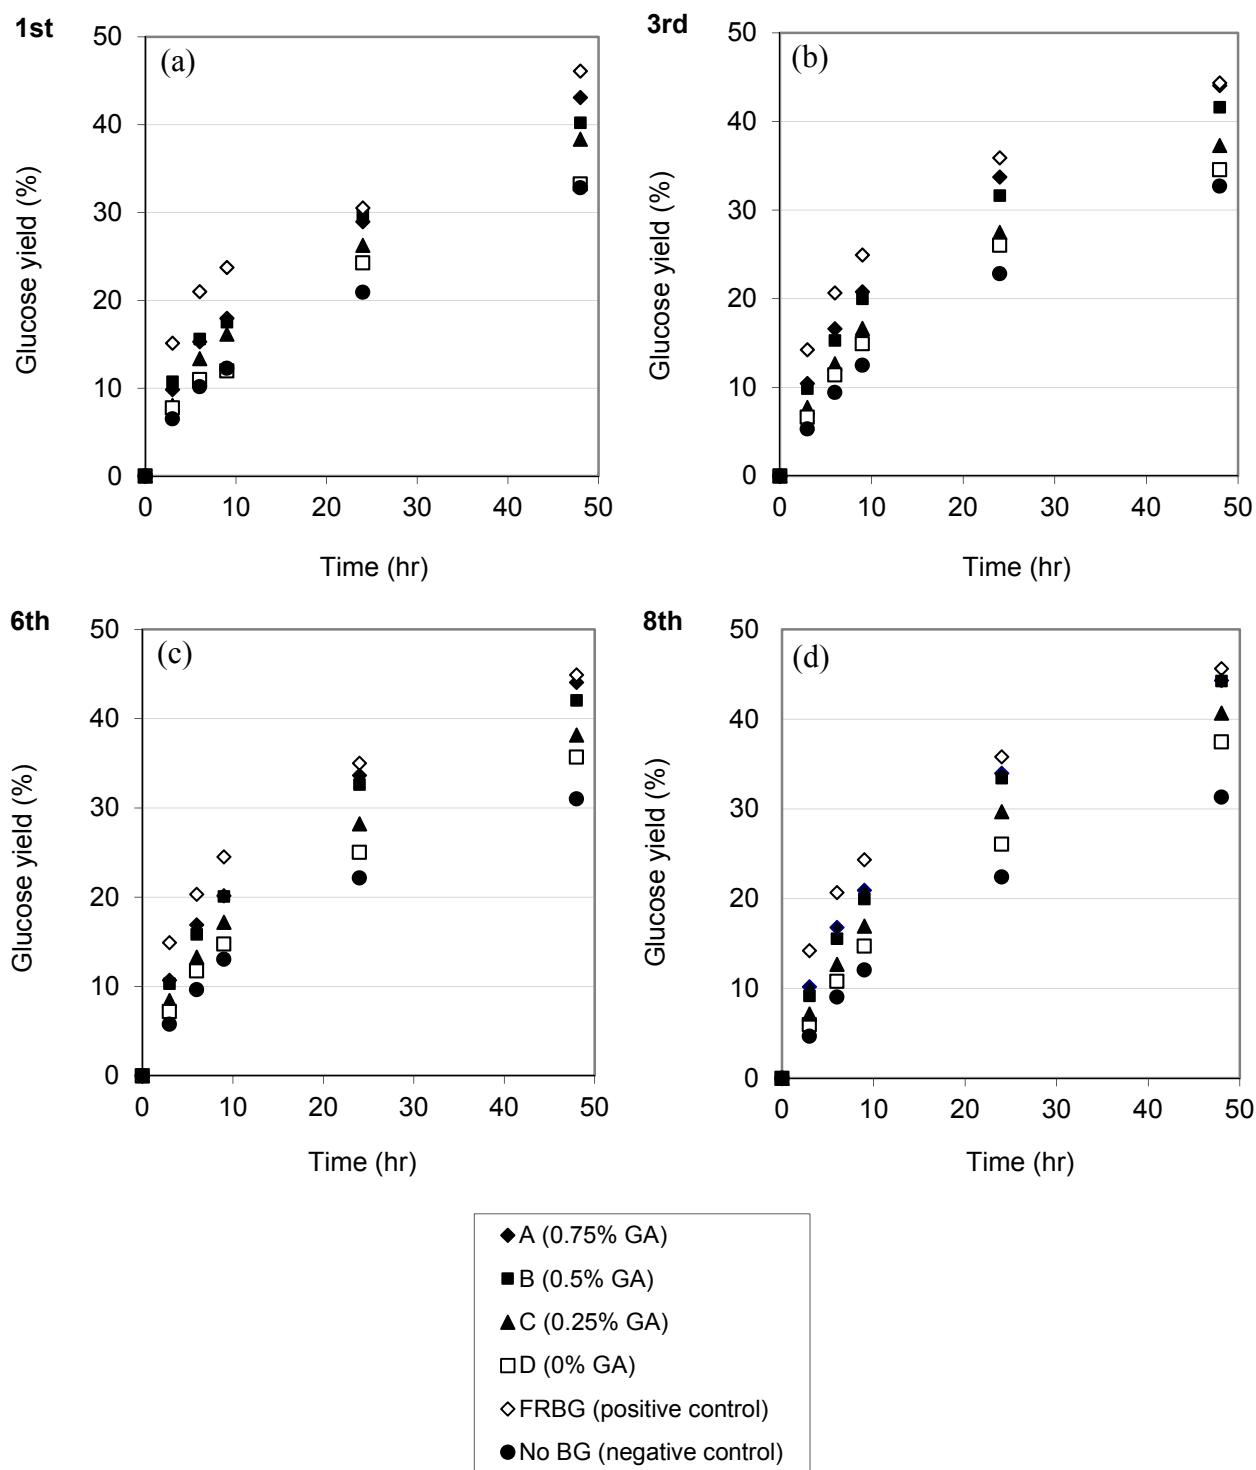 1st
(a)
50
40
30
20
10
0
Glucose yield (%)
0 10 20 30 40 50
Time (hr)
3rd
(b)
50
40
30
20
10
0
Glucose yield (%)
0 10 20 30 40 50
Time (hr)
6th
(c)
50
40
30
20
10
0
Glucose yield (%)
0 10 20 30 40 50
Time (hr)
8th
(d)
50
40
30
20
10
0
Glucose yield (%)
0 10 20 30 40 50
Time (hr)
A (0.75% GA)
B (0.5% GA)
C (0.25% GA)
D (0% GA)
FRBG (positive control)
No BG (negative control)